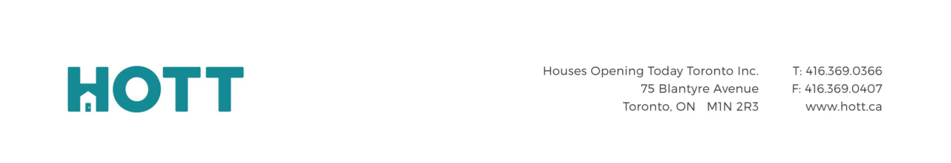 HOTT
Houses Opening Today Toronto Inc.
75 Blantyre Avenue
Toronto, ON M1N 2R3
T: 416.369.0366
F: 416.369.0407
www.hott.ca